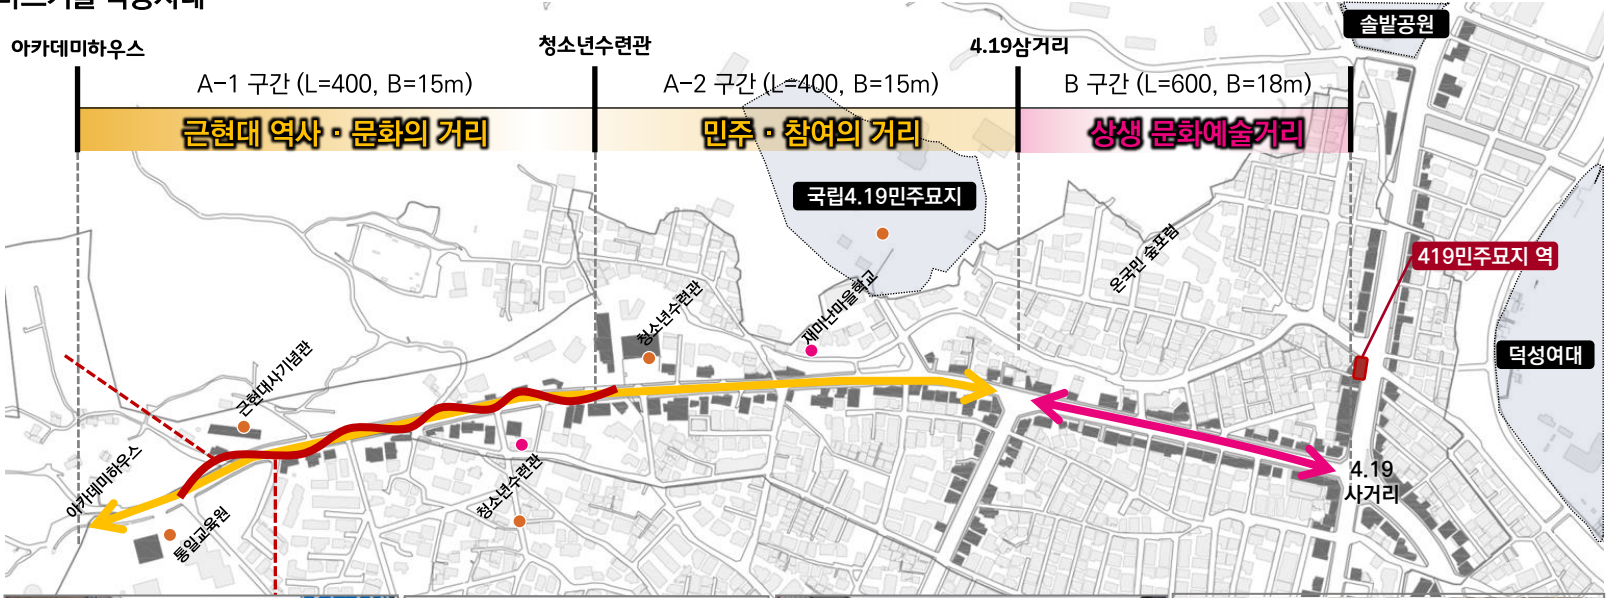 아카데미하우스
청소년수련관
4.19삼거리
솔밭공원
A-1 구간 (L=400, B=15m)
A-2 구간 (L=400, B=15m)
B 구간 (L=600, B=18m)
근현대 역사 · 문화의 거리
민주 · 참여의 거리
상생 문화예술거리
국립4.19민주묘지
온국민 숲포럼
419민주묘지 역
재미난마을학교
청소년수련관
근현대사기념관
덕성여대
아카데미하우스
청소년수련관
통일교육원
4.19
사거리